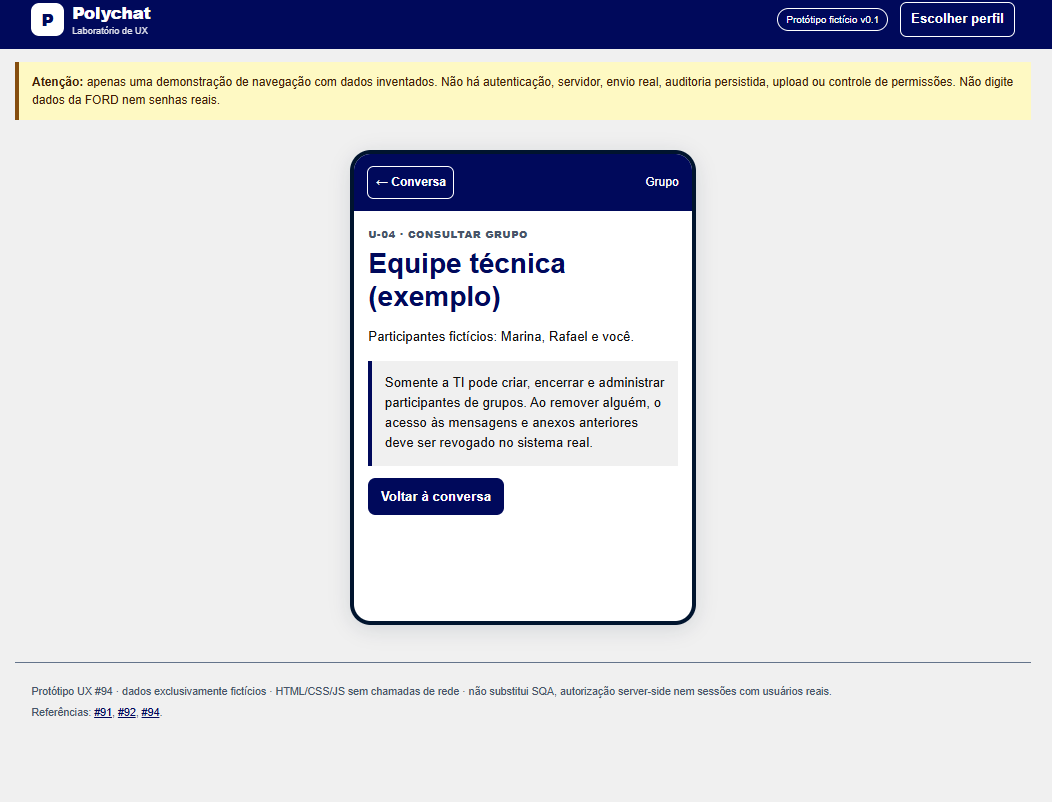 P
Polychat
Laboratório de UX
Protótipo fictício v0.1
Escolher perfil
Atenção: apenas uma demonstração de navegação com dados inventados. Não há autenticação, servidor, envio real, auditoria persistida, upload ou controle de permissões. Não digite
dados da FORD nem senhas reais.
← Conversa
Grupo
U-04 · CONSULTAR GRUPO
Equipe técnica
(exemplo)
Participantes fictícios: Marina, Rafael e você.
Somente a TI pode criar, encerrar e administrar
participantes de grupos. Ao remover alguém, o
acesso às mensagens e anexos anteriores
deve ser revogado no sistema real.
Voltar à conversa
Protótipo UX #94 · dados exclusivamente fictícios · HTML/CSS/JS sem chamadas de rede · não substitui SQA, autorização server-side nem sessões com usuários reais.
Referências: #91, #92, #94.